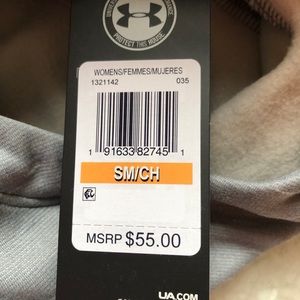 PROTECT THIS HOUSE
WOMENS/FEMMES/MUJERES
1321142 035
1 91633 82745 1
SM/CH
MSRP $55.00
UA.COM